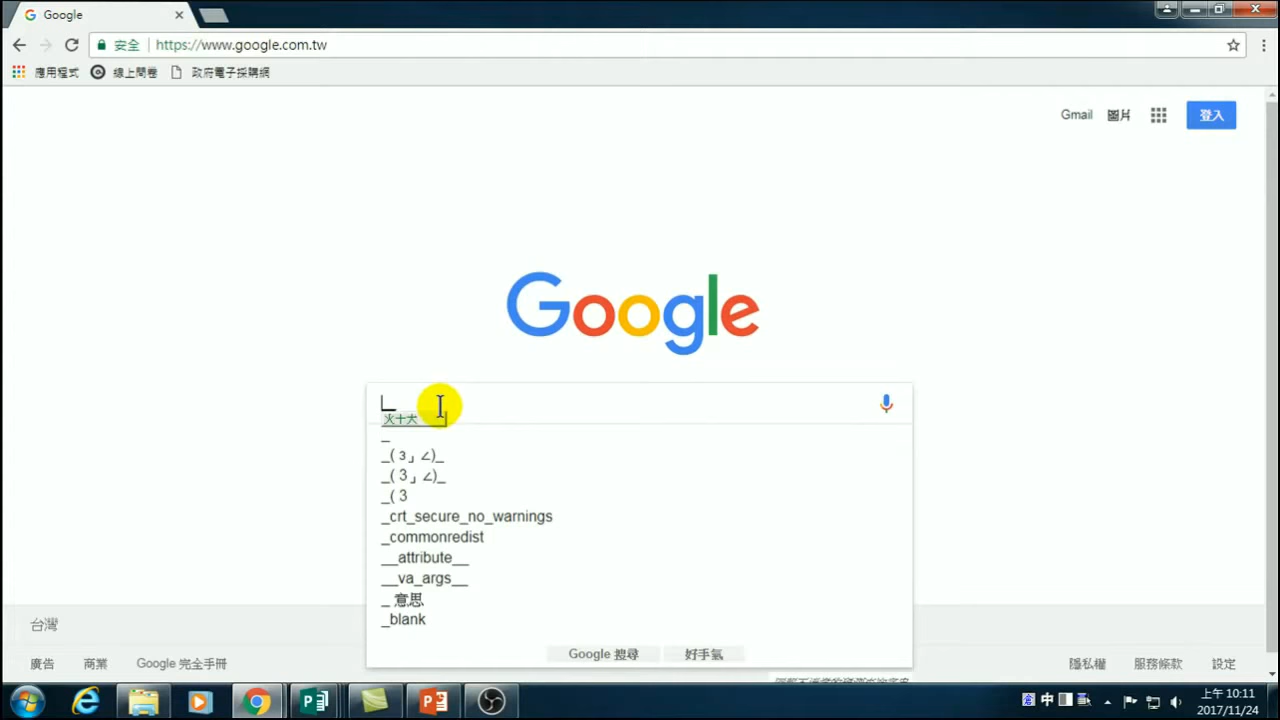 Google
安全 https://www.google.com.tw
應用程式 線上問卷 政府電子採購網
Gmail 圖片 登入
Google
火十大
_
_( з」∠)_
_( 3」∠)_
_( 3
_crt_secure_no_warnings
_commonredist
__attribute__
__va_args__
_ 意思
_blank
Google 搜尋 好手氣
台灣
廣告 商業 Google 完全手冊 隱私權 服務條款 設定
倉 中
上午 10:11
2017/11/24